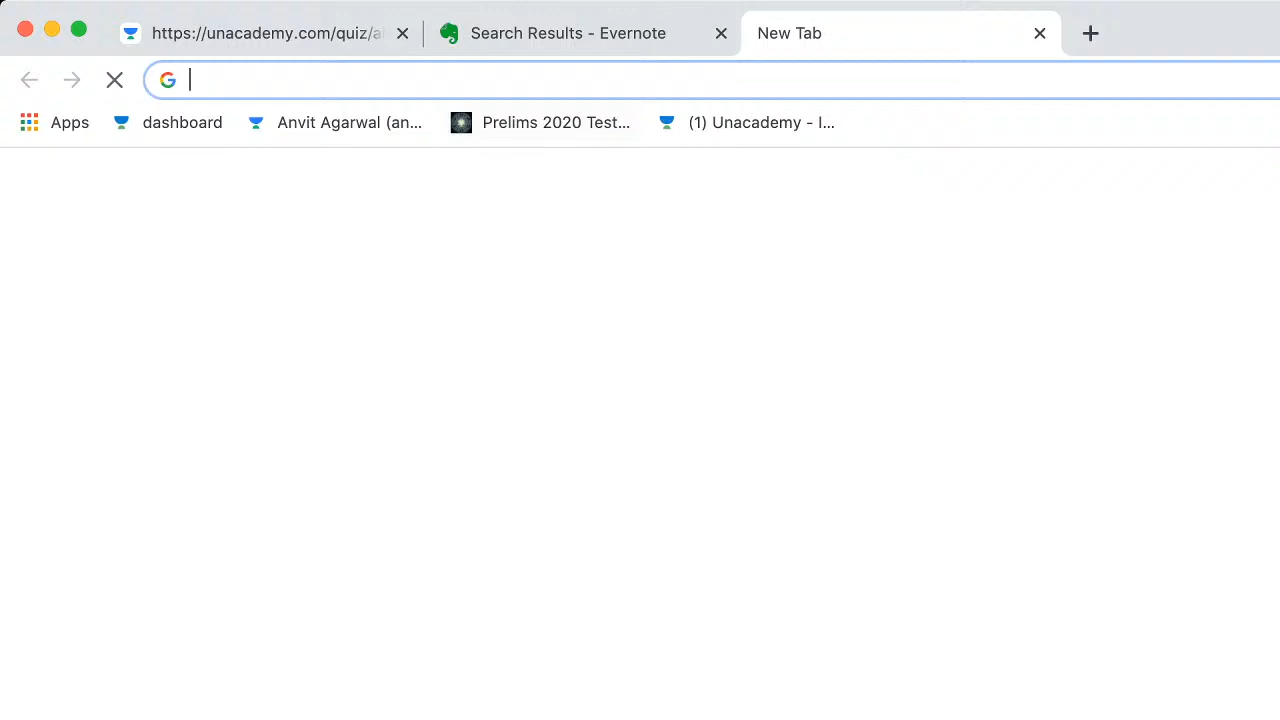 https://unacademy.com/quiz/al Search Results - Evernote New Tab
Apps dashboard Anvit Agarwal (an... Prelims 2020 Test... (1) Unacademy - I...